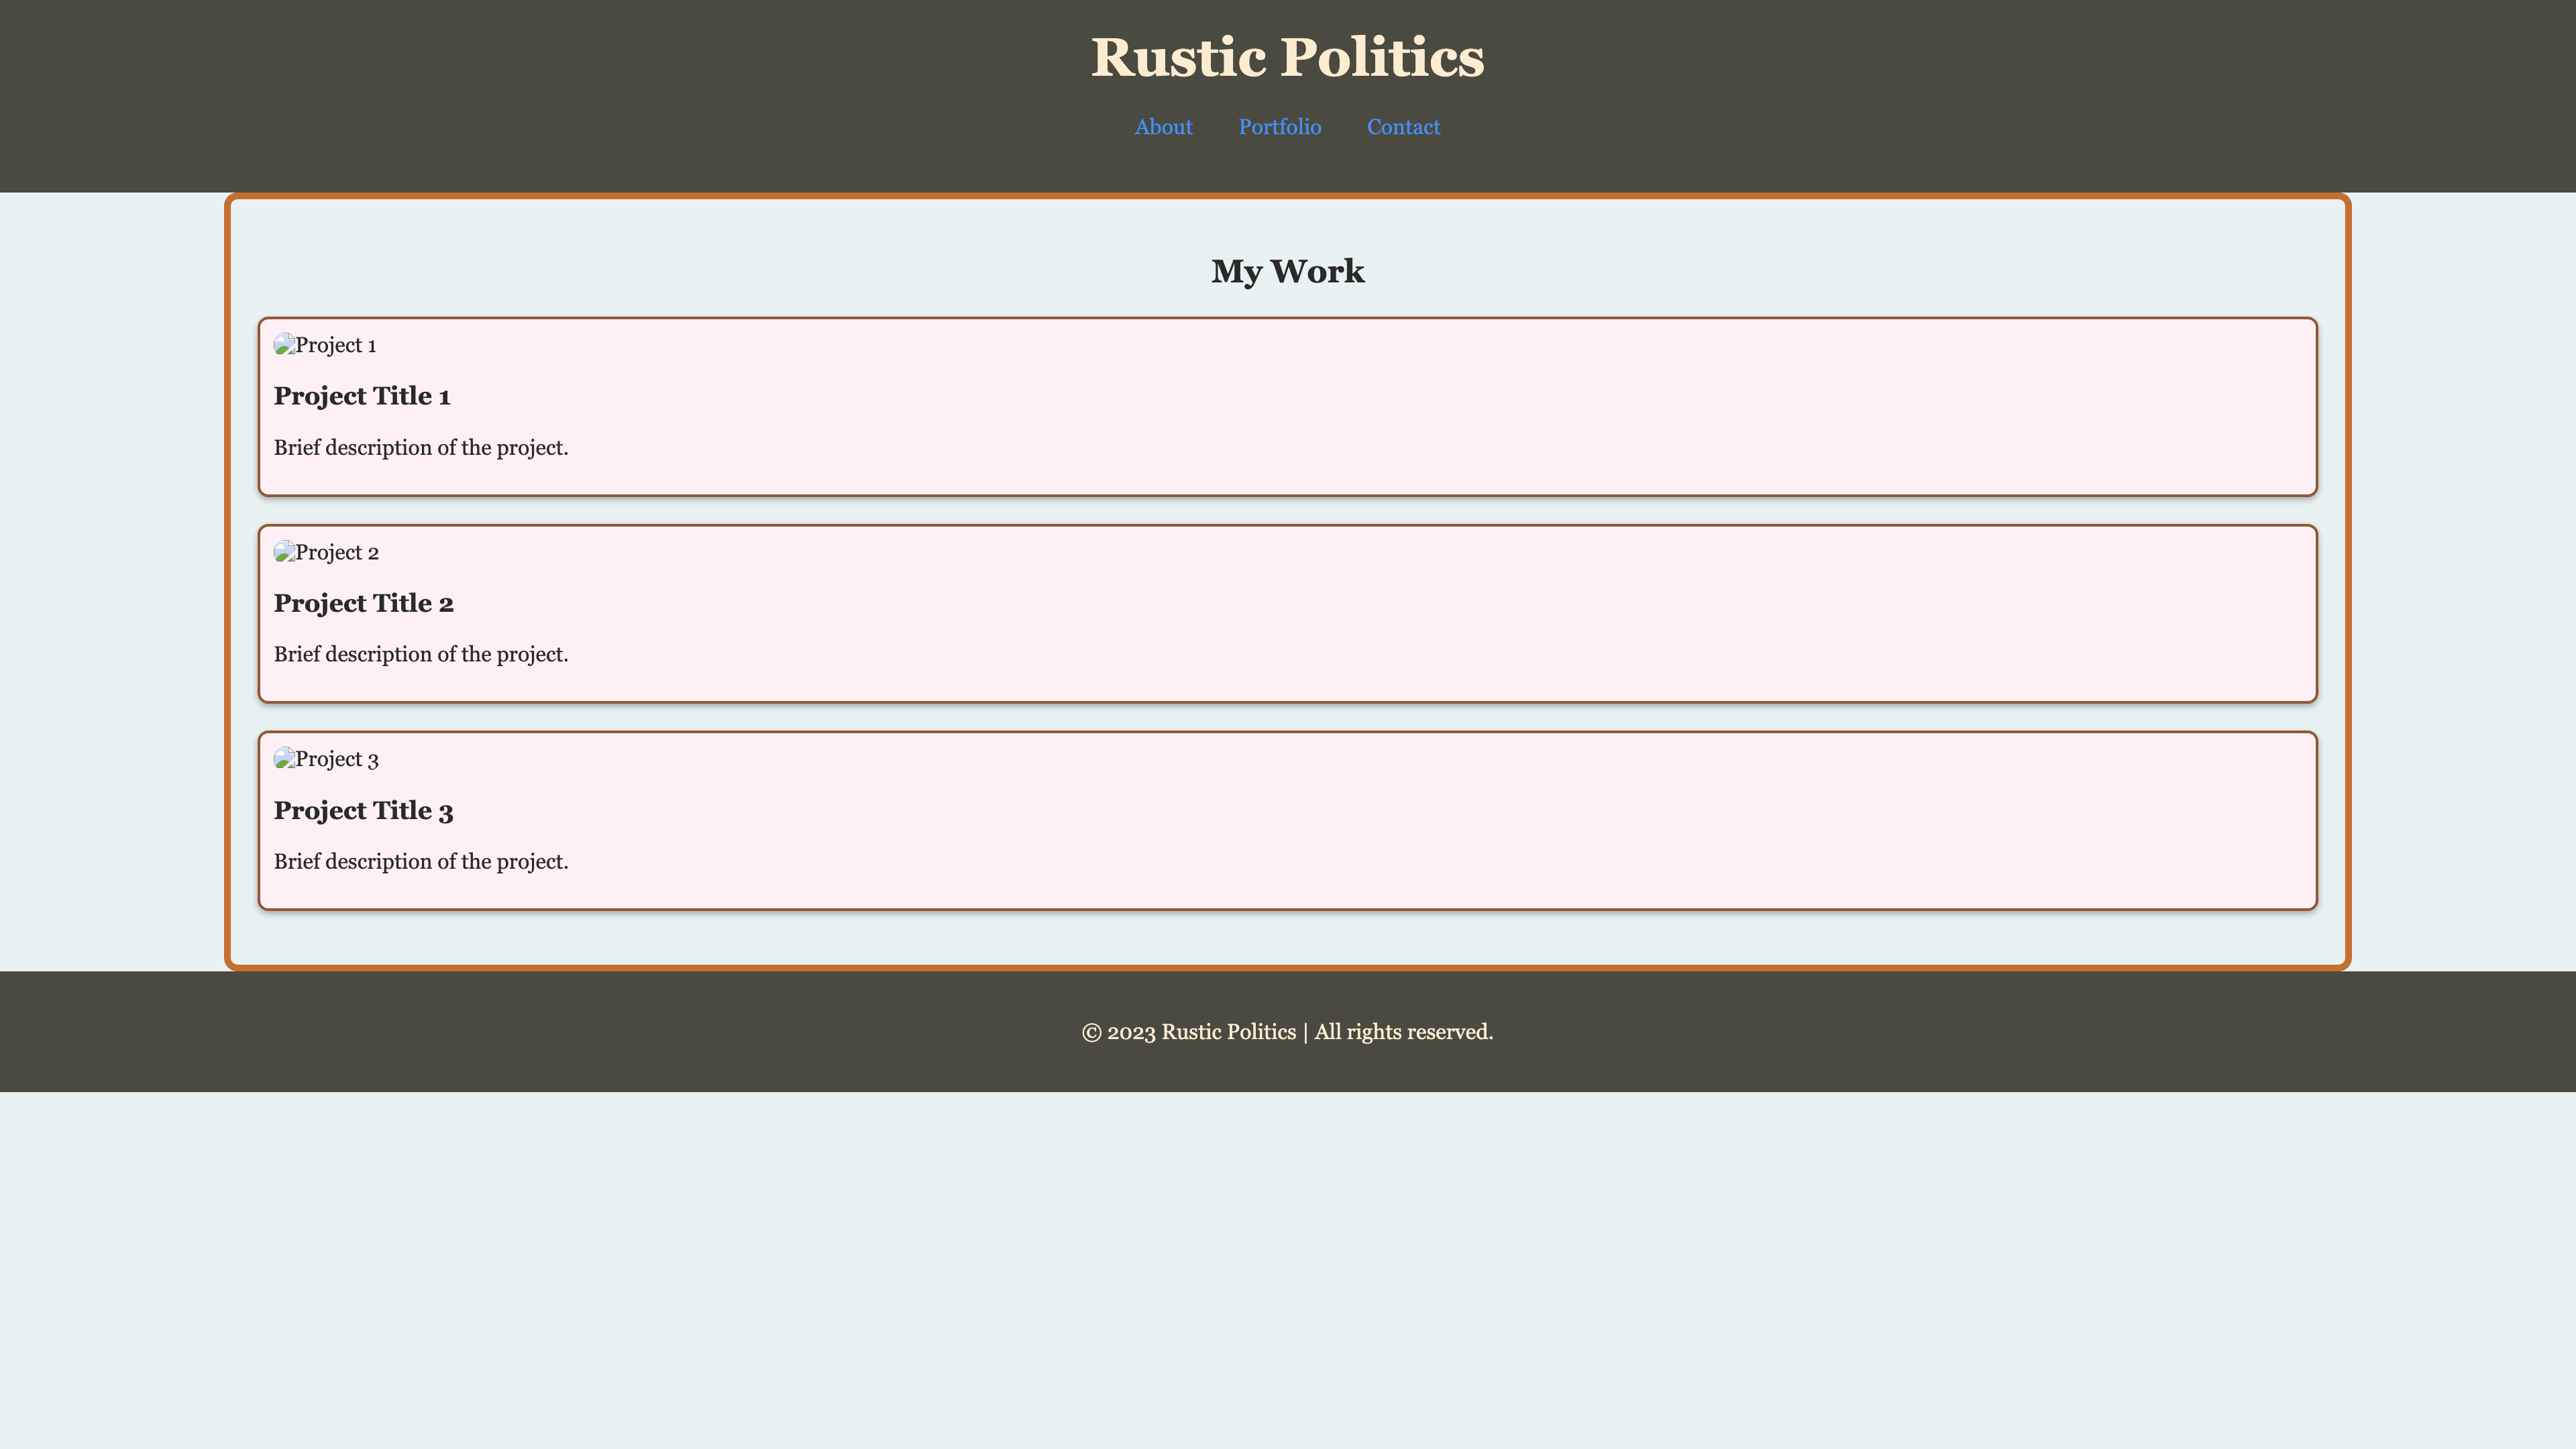 Rustic Politics
About Portfolio Contact
My Work
Project 1
Project Title 1
Brief description of the project.
Project 2
Project Title 2
Brief description of the project.
Project 3
Project Title 3
Brief description of the project.
© 2023 Rustic Politics | All rights reserved.